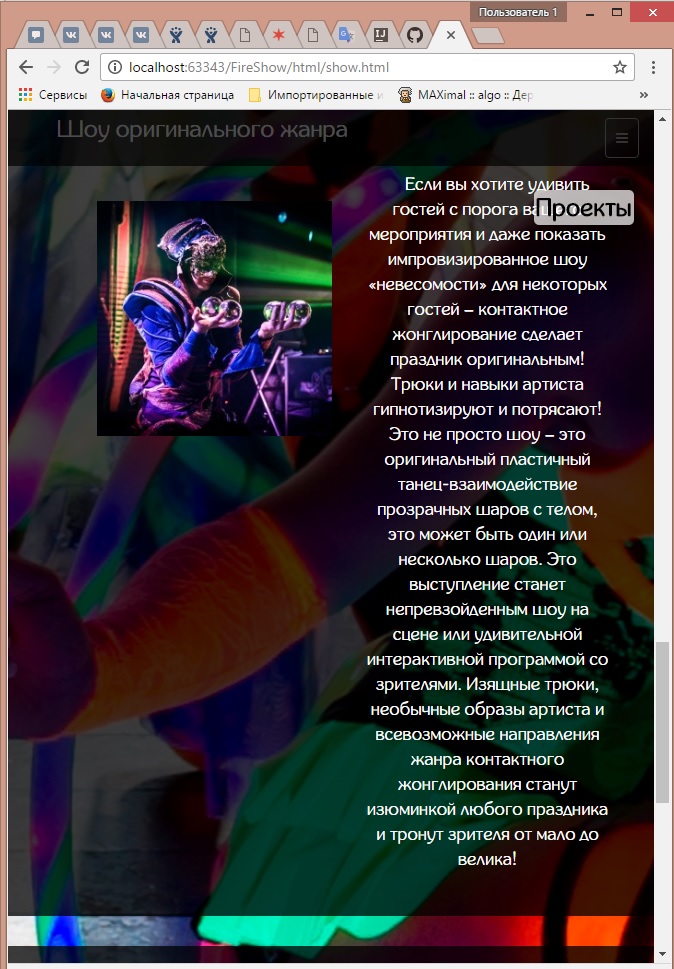 Пользователь 1
localhost:63343/FireShow/html/show.html
Сервисы Начальная страница Импортированные MAXimal :: algo :: Дер
Шоу оригинального жанра
Если вы хотите удивить
Проекты
гостей с порога
мероприятия и даже показать
импровизированное шоу
«невесомости» для некоторых
гостей – контактное
жонглирование сделает
праздник оригинальным!
Трюки и навыки артиста
гипнотизируют и потрясают!
Это не просто шоу – это
оригинальный пластичный
танец-взаимодействие
прозрачных шаров с телом,
это может быть один или
несколько шаров. Это
выступление станет
непревзойденным шоу на
сцене или удивительной
интерактивной программой со
зрителями. Изящные трюки,
необычные образы артиста и
всевозможные направления
жанра контактного
жонглирования станут
изюминкой любого праздника
и тронут зрителя от мало до
велика!